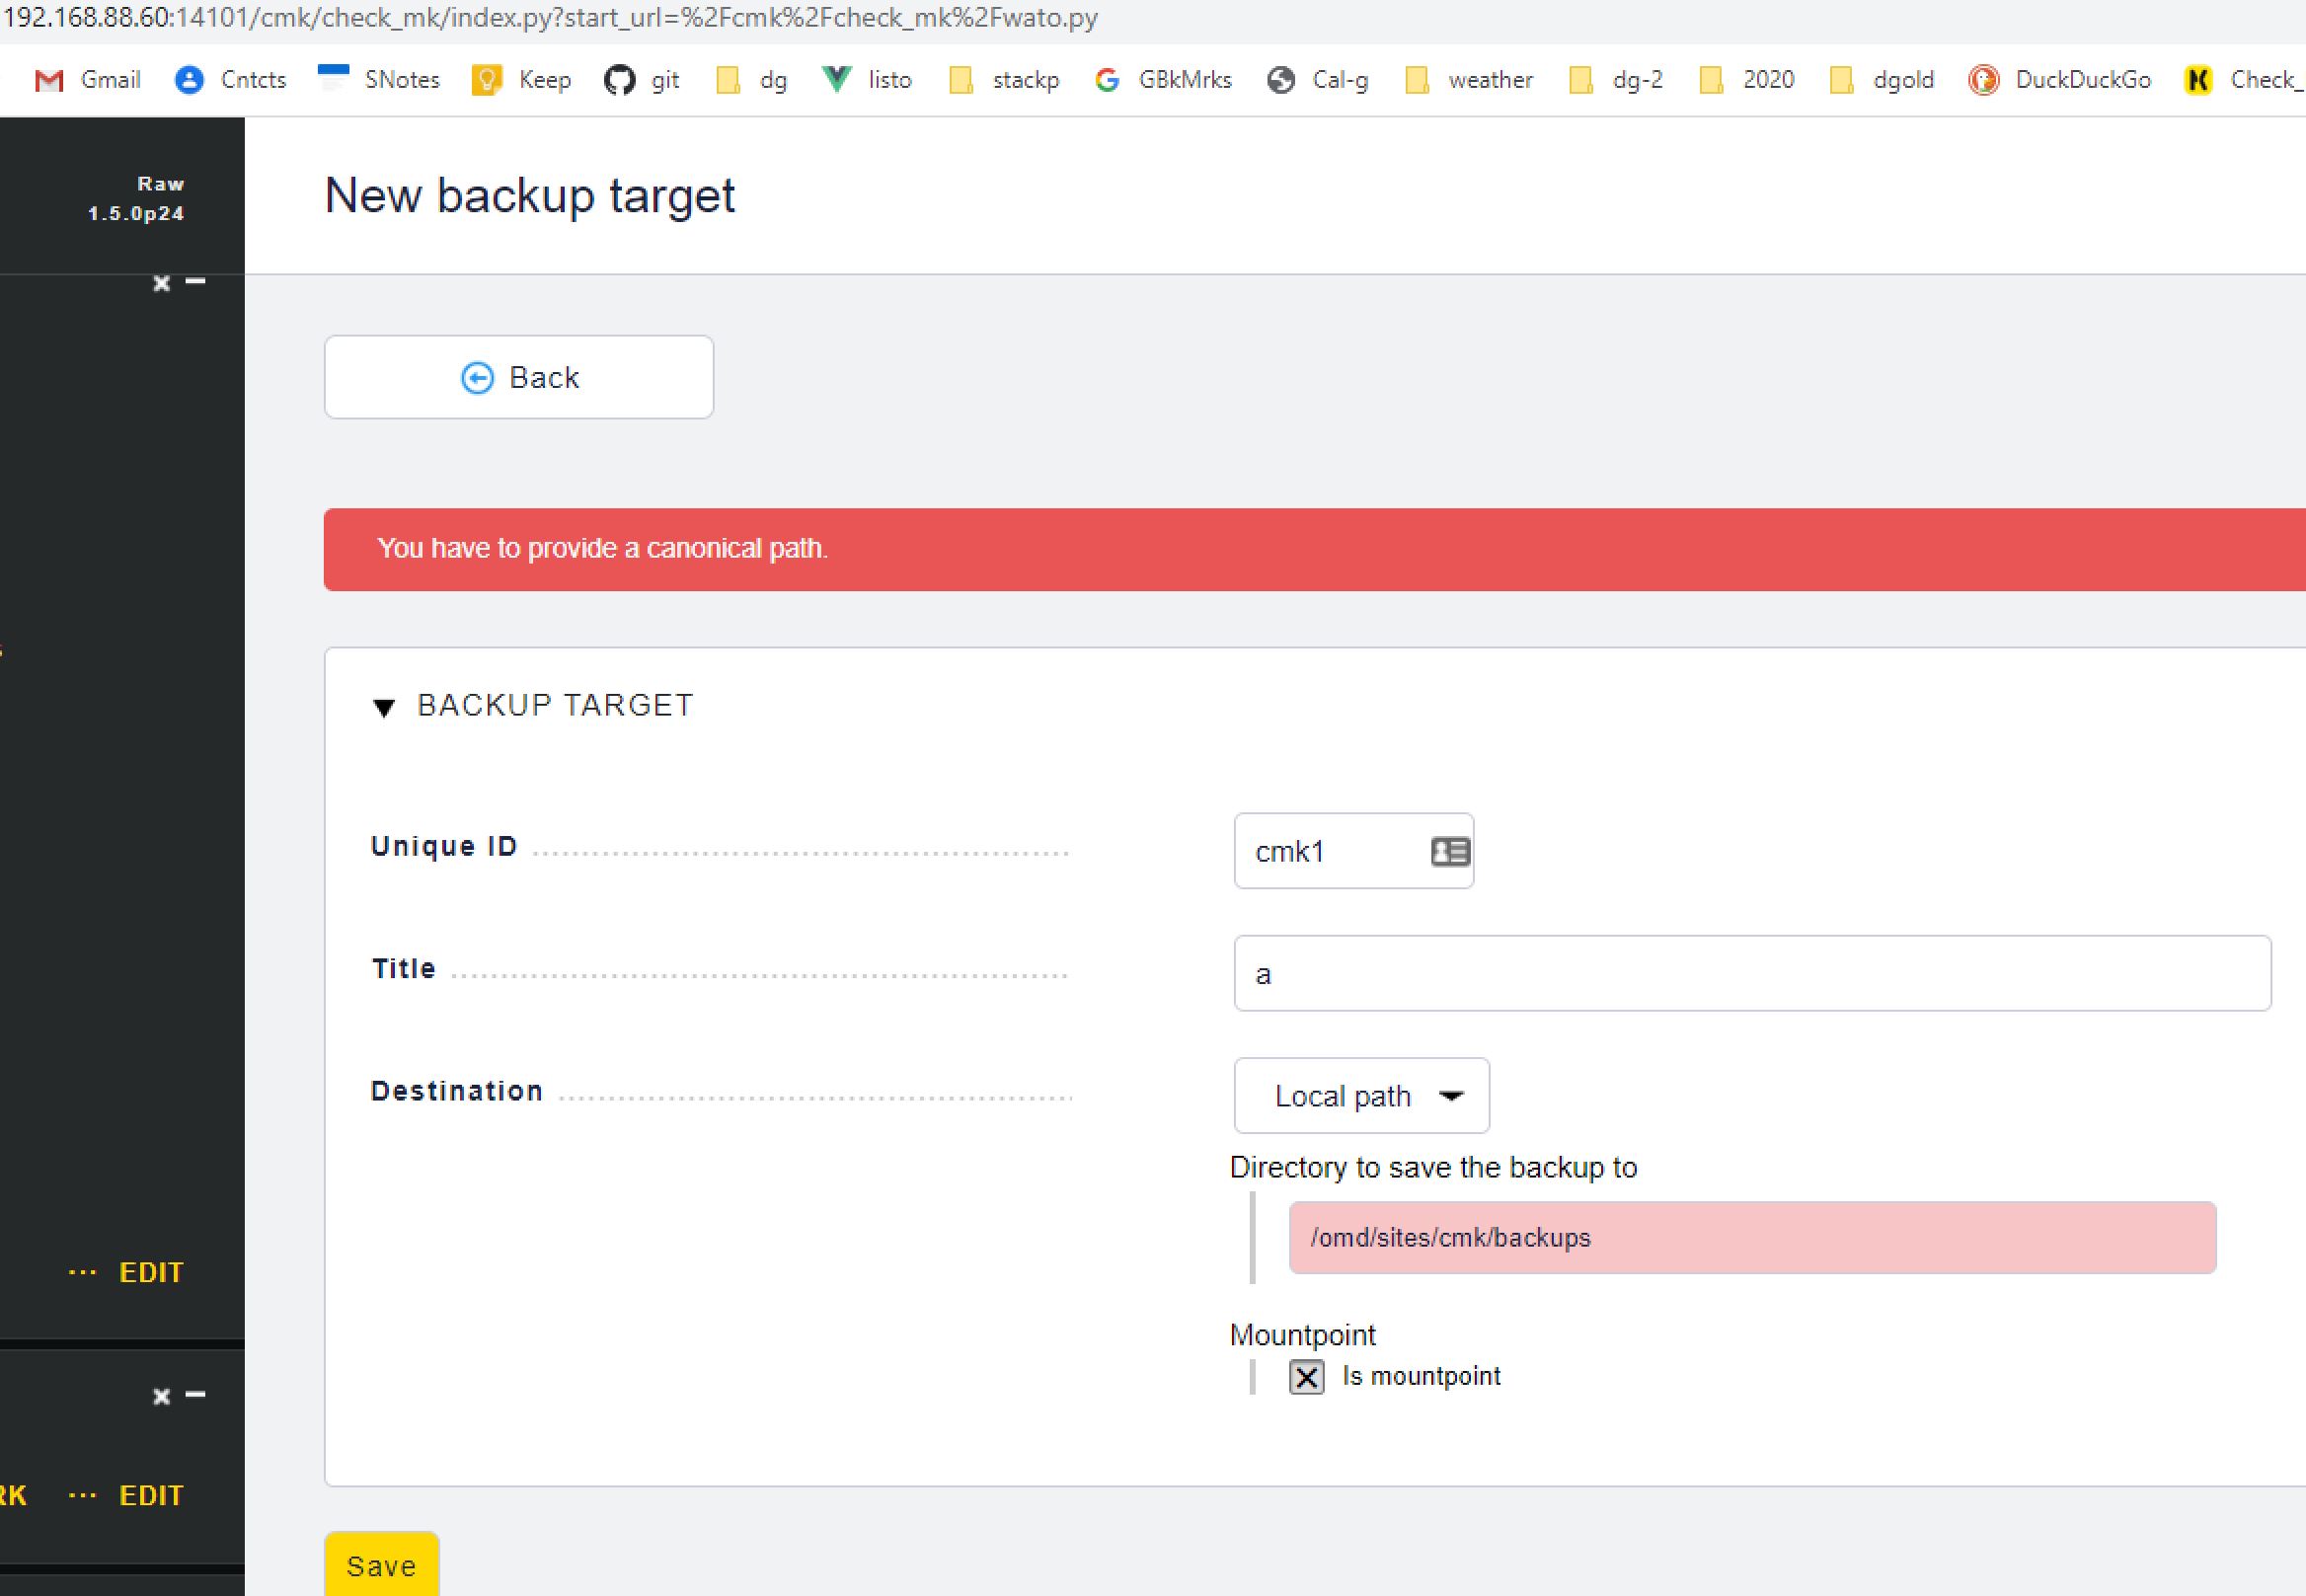 192.168.88.60:14101/cmk/check_mk/index.py?start_url=%2Fcmk%2Fcheck_mk%2Fwato.py
Gmail Cntcts SNotes Keep git dg listo stackp GBkMrks Cal-g weather dg-2 2020 dgold DuckDuckGo Check_
Raw
1.5.0p24
New backup target
Back
You have to provide a canonical path.
BACKUP TARGET
Unique ID cmk1
Title a
Destination Local path
Directory to save the backup to
/omd/sites/cmk/backups
EDIT
Mountpoint
Is mountpoint
RK ... EDIT
Save